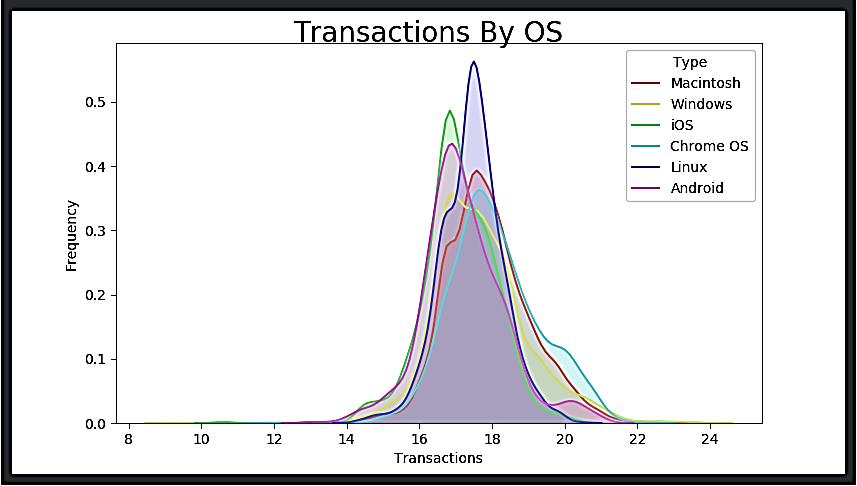 Transactions By OS
Type
Macintosh
Windows
iOS
Chrome OS
Linux
Android
0.5
0.4
0.3
0.2
0.1
0.0
Frequency
8 10 12 14 16 18 20 22 24
Transactions